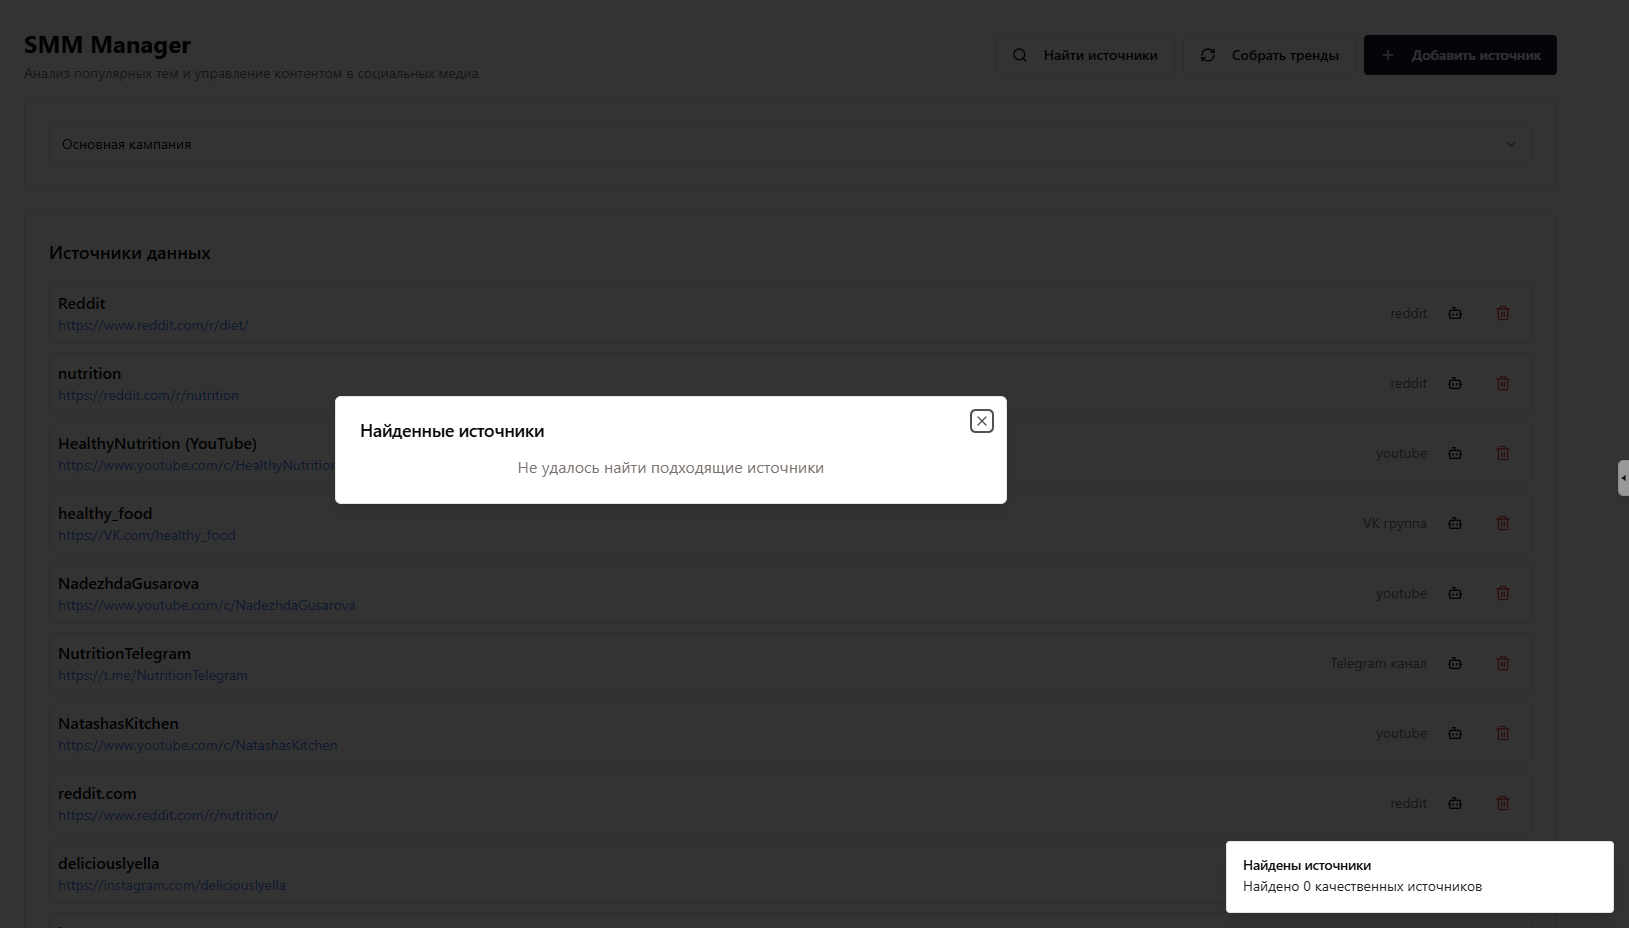 SMM Manager
Анализ популярных тем и управление контентом в социальных медиа
Найти источники
Собрать тренды
Добавить источник
Основная кампания
Источники данных
Reddit
https://www.reddit.com/r/diet/
reddit
nutrition
https://reddit.com/r/nutrition
reddit
HealthyNutrition (YouTube)
https://www.youtube.com/c/HealthyNutrition
youtube
Найденные источники
Не удалось найти подходящие источники
healthy_food
https://VK.com/healthy_food
VK группа
NadezhdaGusarova
https://www.youtube.com/c/NadezhdaGusarova
youtube
NutritionTelegram
https://t.me/NutritionTelegram
Telegram канал
NatashasKitchen
https://www.youtube.com/c/NatashasKitchen
youtube
reddit.com
https://www.reddit.com/r/nutrition/
reddit
deliciouslyella
https://instagram.com/deliciouslyella
Найдены источники
Найдено 0 качественных источников